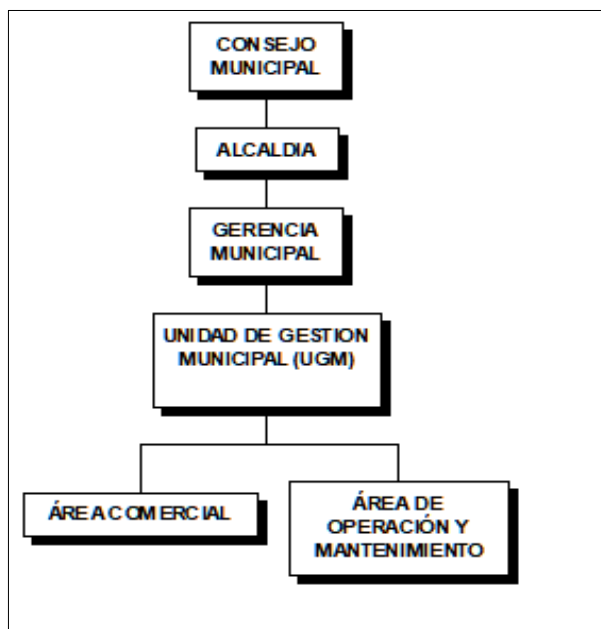 CONSEJO
MUNICIPAL
ALCALDIA
GERENCIA
MUNICIPAL
UNIDAD DE GESTION
MUNICIPAL (UGM)
ÁREA COMERCIAL
ÁREA DE
OPERACIÓN Y
MANTENIMIENTO